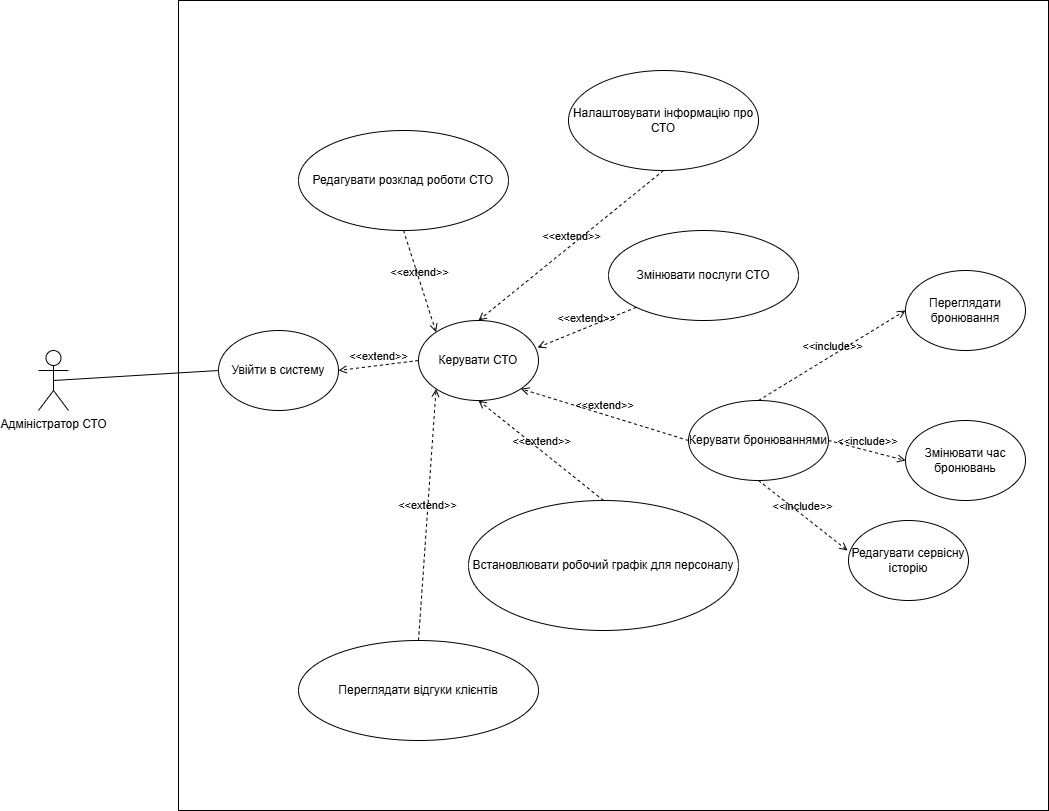 Налаштовувати інформацію про
СТО
Редагувати розклад роботи СТО
<<extend>>
<<extend>>
Змінювати послуги СТО
<<extend>>
Переглядати
бронювання
<<include>>
Увійти в систему
<<extend>>
Керувати СТО
Адміністратор СТО
<<extend>>
Керувати бронюваннями
<<include>>
Змінювати час
бронювань
<<extend>>
<<extend>>
<<include>>
Редагувати сервісну
історію
Встановлювати робочий графік для персоналу
Переглядати відгуки клієнтів